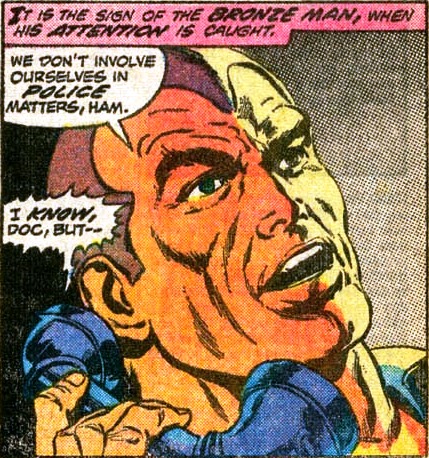 IT IS THE SIGN OF THE BRONZE MAN, WHEN
HIS ATTENTION IS CAUGHT.
WE DON'T INVOLVE
OURSELVES IN
POLICE
MATTERS, HAM.
I KNOW,
DOC, BUT--